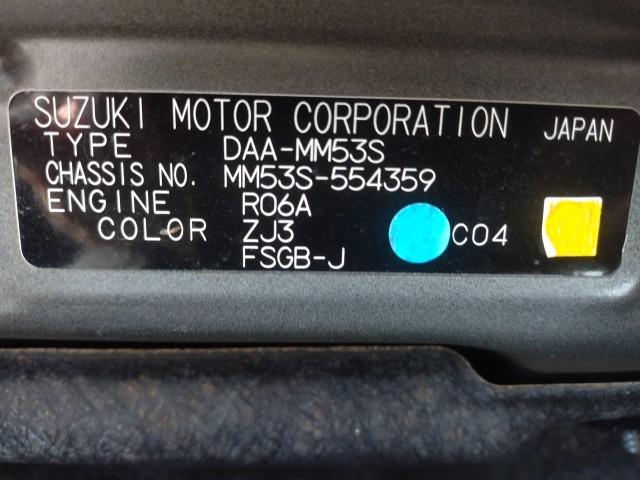 SUZUKI MOTOR CORPORATION JAPAN
TYPE DAA-MM53S
CHASSIS NO. MM53S-554359
ENGINE R06A
COLOR ZJ3 C04
FSGB-J